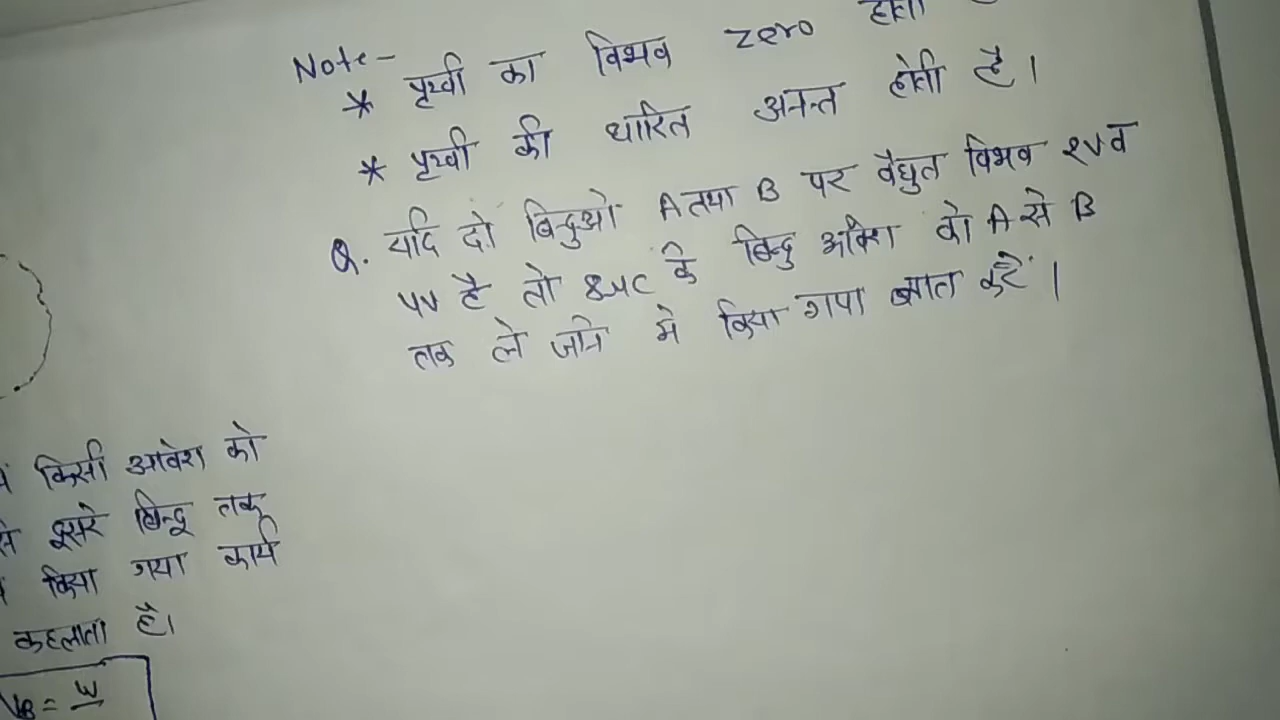 Note-
* पृथ्वी का विभव zero होता
* पृथ्वी की धारित अनन्त होती है।
Q. यदि दो बिन्दुओ A तथा B पर वैधुत विभव 2V व
4V है तो 8μC के बिन्दु आवेश को A से B
तक ले जाने मे किया गया ज्ञात करें।
किसी आवेश को
से दूसरे बिन्दू तक
किया गया कार्य
कहलाता है।
VB = W